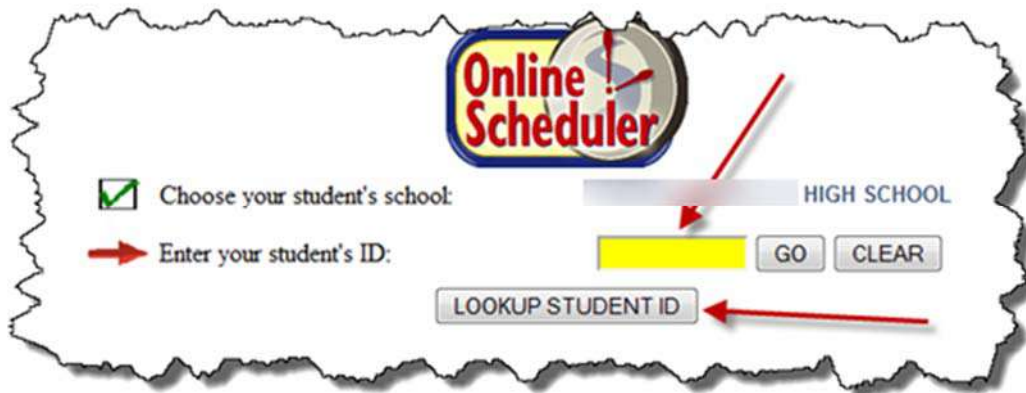 Online
Scheduler
Choose your student's school: HIGH SCHOOL
Enter your student's ID: GO CLEAR
LOOKUP STUDENT ID